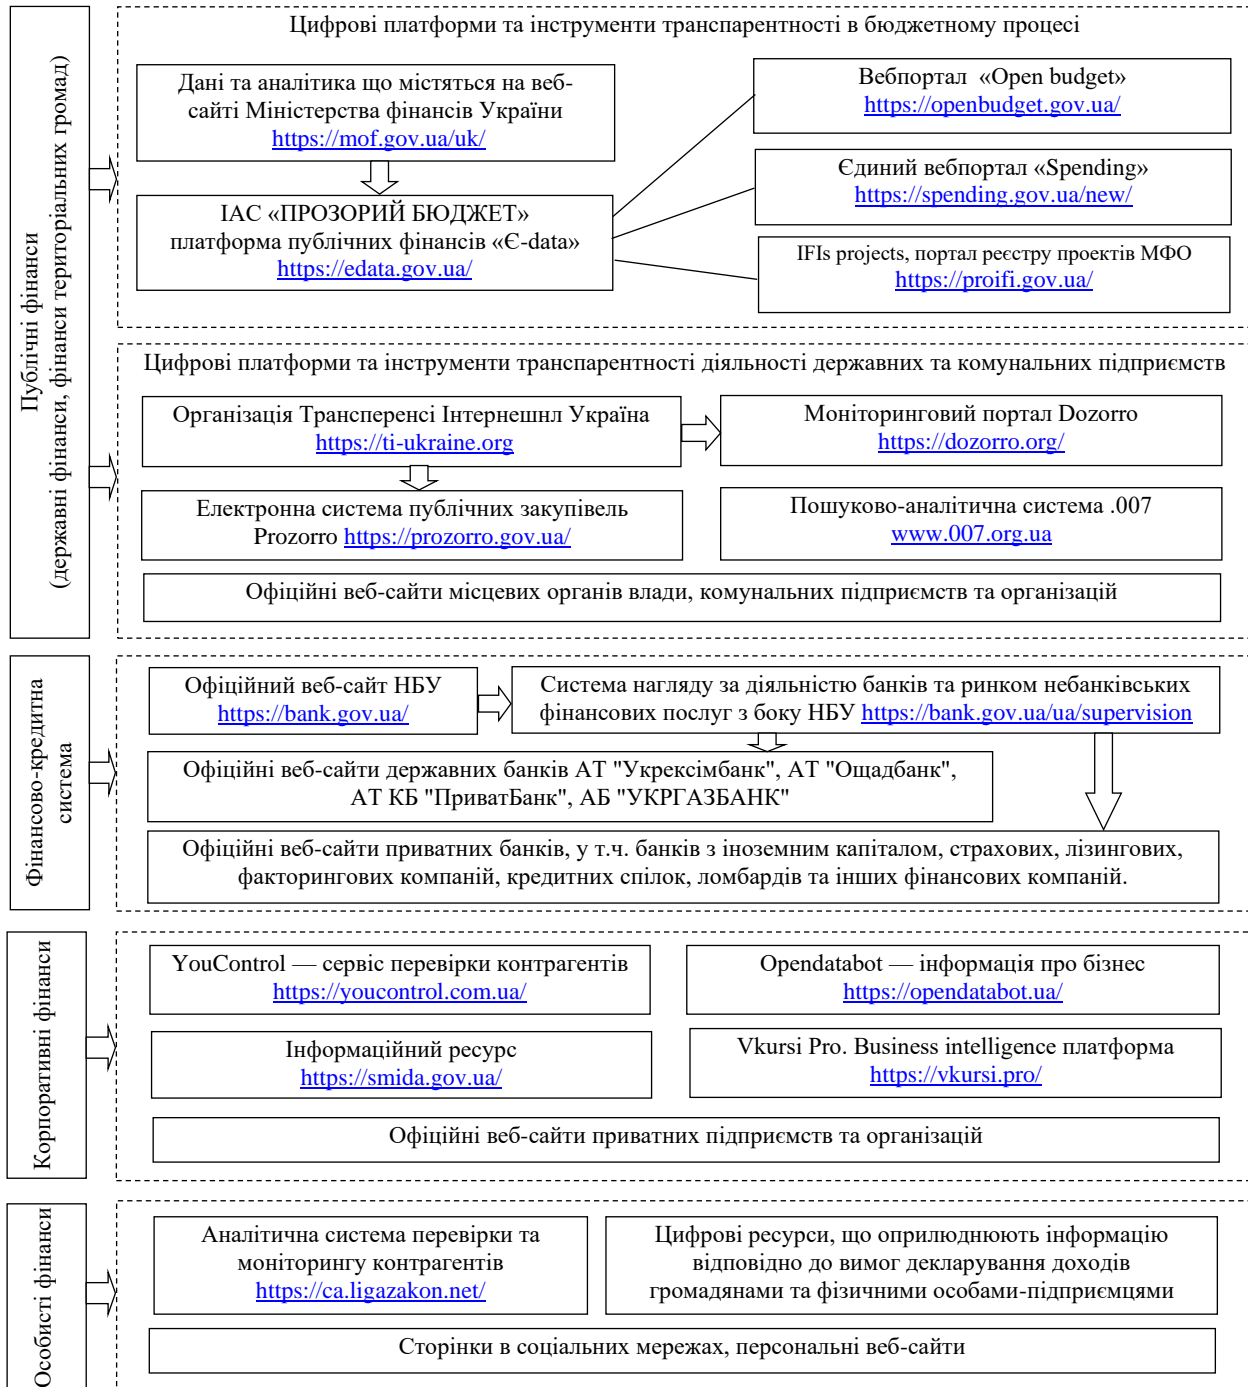 Публічні фінанси
(державні фінанси, фінанси територіальних громад)
Цифрові платформи та інструменти транспарентності в бюджетному процесі
Дані та аналітика що містяться на веб-
сайті Міністерства фінансів України
https://mof.gov.ua/uk/
ІАС «ПРОЗОРИЙ БЮДЖЕТ»
платформа публічних фінансів «Є-data»
https://edata.gov.ua/
Вебпортал «Open budget»
https://openbudget.gov.ua/
Єдиний вебпортал «Spending»
https://spending.gov.ua/new/
IFIs projects, портал реєстру проектів МФО
https://proifi.gov.ua/
Цифрові платформи та інструменти транспарентності діяльності державних та комунальних підприємств
Організація Трансперенсі Інтернешнл Україна
https://ti-ukraine.org
Моніторинговий портал Dozorro
https://dozorro.org/
Електронна система публічних закупівель
Prozorro https://prozorro.gov.ua/
Пошуково-аналітична система .007
www.007.org.ua
Офіційні веб-сайти місцевих органів влади, комунальних підприємств та організацій
Фінансово-кредитна
система
Офіційний веб-сайт НБУ
https://bank.gov.ua/
Система нагляду за діяльністю банків та ринком небанківських
фінансових послуг з боку НБУ https://bank.gov.ua/ua/supervision
Офіційні веб-сайти державних банків АТ "Укрексімбанк", АТ "Ощадбанк",
АТ КБ "ПриватБанк", АБ "УКРГАЗБАНК"
Офіційні веб-сайти приватних банків, у т.ч. банків з іноземним капіталом, страхових, лізингових,
факторингових компаній, кредитних спілок, ломбардів та інших фінансових компаній.
Корпоративні фінанси
YouControl — сервіс перевірки контрагентів
https://youcontrol.com.ua/
Opendatabot — інформація про бізнес
https://opendatabot.ua/
Інформаційний ресурс
https://smida.gov.ua/
Vkursi Pro. Business intelligence платформа
https://vkursi.pro/
Офіційні веб-сайти приватних підприємств та організацій
Особисті фінанси
Аналітична система перевірки та
моніторингу контрагентів
https://ca.ligazakon.net/
Цифрові ресурси, що оприлюднюють інформацію
відповідно до вимог декларування доходів
громадянами та фізичними особами-підприємцями
Сторінки в соціальних мережах, персональні веб-сайти